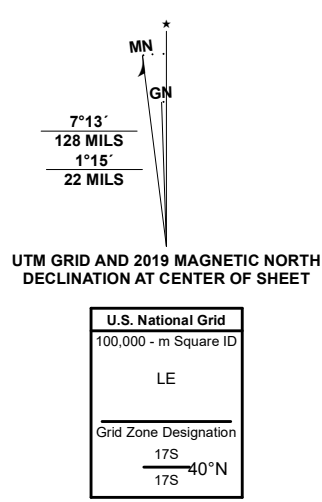 MN
GN
7°13´
128 MILS
1°15´
22 MILS
UTM GRID AND 2019 MAGNETIC NORTH
DECLINATION AT CENTER OF SHEET
U.S. National Grid
100,000 - m Square ID
LE
Grid Zone Designation
17S
40°N
17S